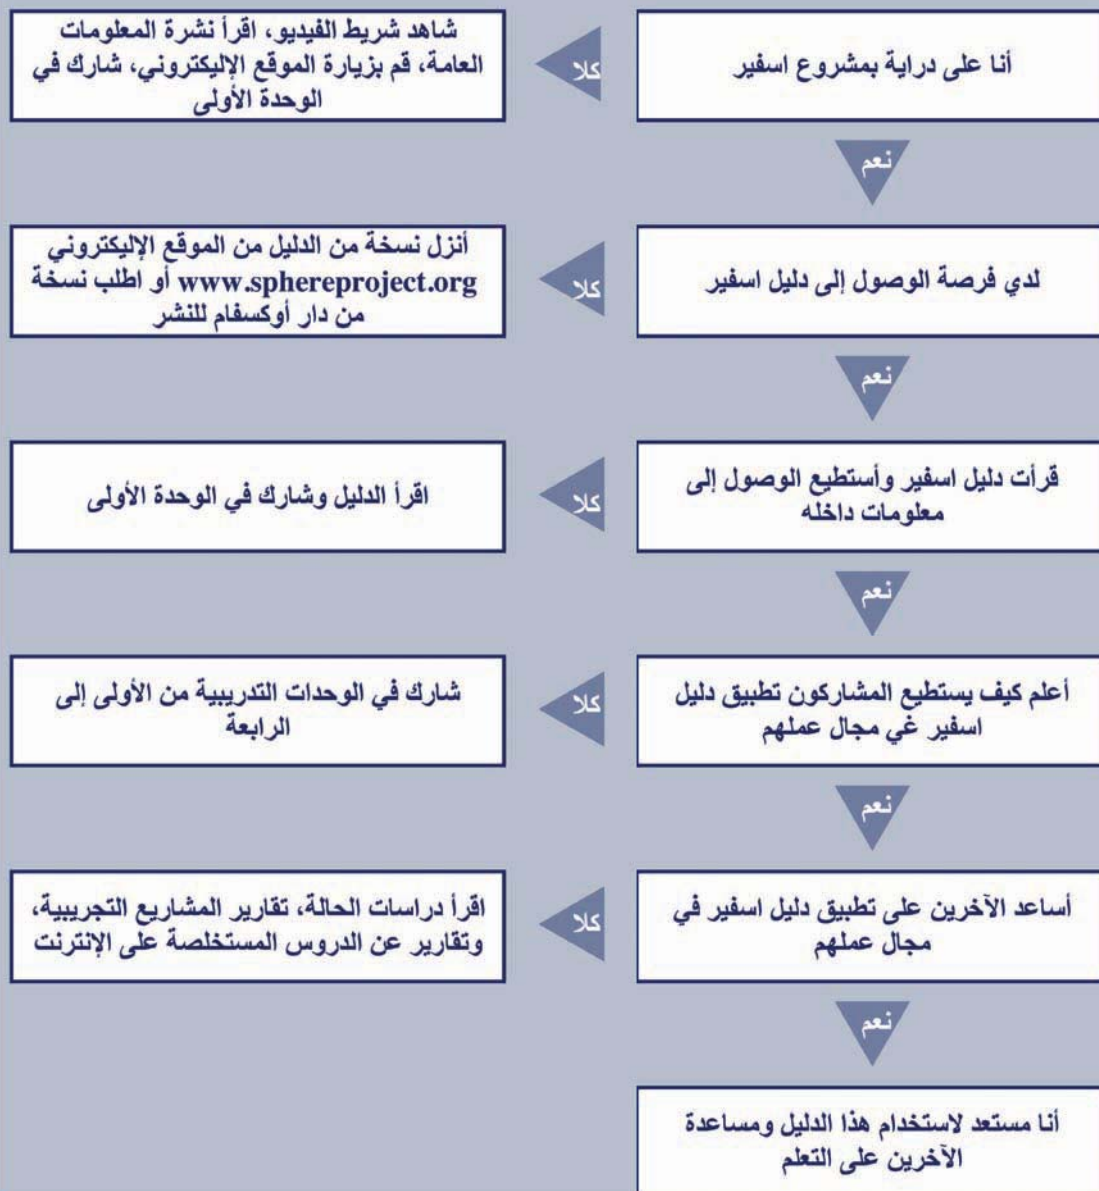 أنا على دراية بمشروع اسفير
كلا
شاهد شريط الفيديو، اقرأ نشرة المعلومات
العامة، قم بزيارة الموقع الإليكتروني، شارك في
الوحدة الأولى
نعم
لدي فرصة الوصول إلى دليل اسفير
كلا
أنزل نسخة من الدليل من الموقع الإليكتروني
www.sphereproject.org أو اطلب نسخة
من دار أوكسفام للنشر
نعم
قرأت دليل اسفير وأستطيع الوصول إلى
معلومات داخله
كلا
اقرأ الدليل وشارك في الوحدة الأولى
نعم
أعلم كيف يستطيع المشاركون تطبيق دليل
اسفير غي مجال عملهم
كلا
شارك في الوحدات التدريبية من الأولى إلى
الرابعة
نعم
أساعد الآخرين على تطبيق دليل اسفير في
مجال عملهم
كلا
اقرأ دراسات الحالة، تقارير المشاريع التجريبية،
وتقارير عن الدروس المستخلصة على الإنترنت
نعم
أنا مستعد لاستخدام هذا الدليل ومساعدة
الآخرين على التعلم